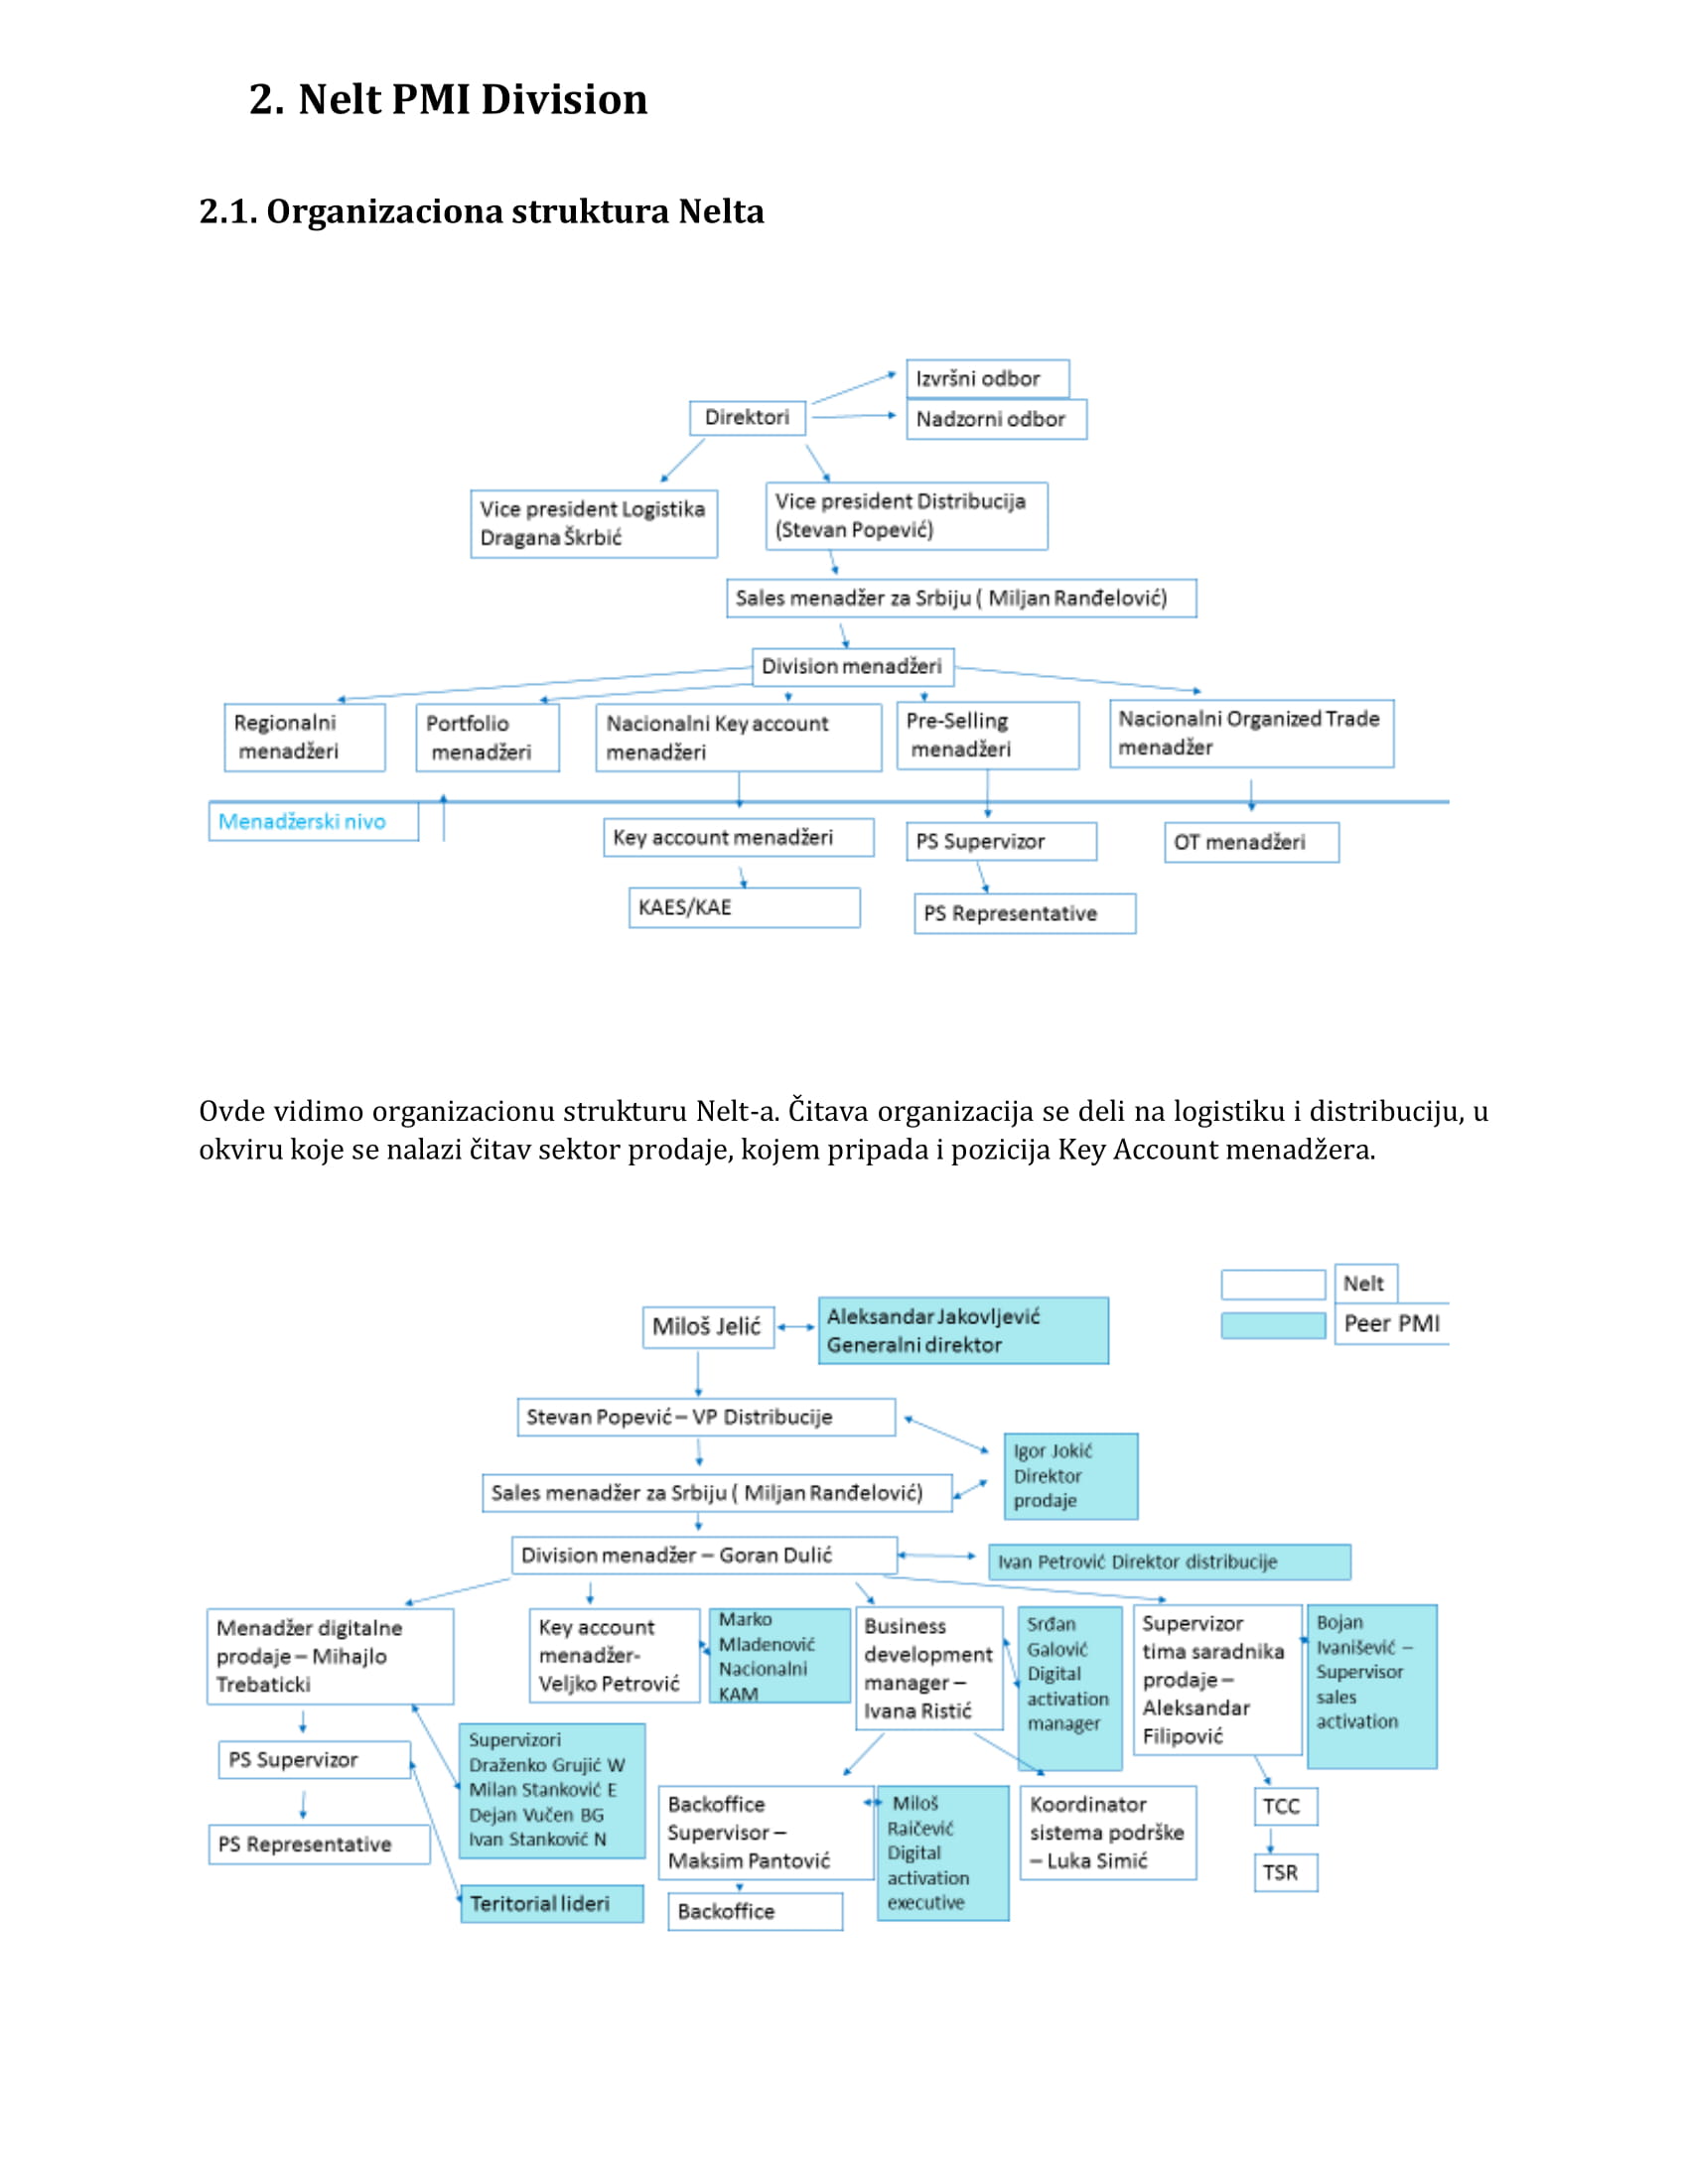 2. Nelt PMI Division
2.1. Organizaciona struktura Nelta
Izvršni odbor
Direktori
Nadzorni odbor
Vice president Logistika
Dragana Škrbić
Vice president Distribucija
(Stevan Popević)
Sales menadžer za Srbiju ( Miljan Ranđelović)
Division menadžeri
Regionalni
menadžeri
Portfolio
menadžeri
Nacionalni Key account
menadžeri
Pre-Selling
menadžeri
Nacionalni Organized Trade
menadžer
Menadžerski nivo
Key account menadžeri
PS Supervizor
OT menadžeri
KAES/KAE
PS Representative
Ovde vidimo organizacionu strukturu Nelt-a. Čitava organizacija se deli na logistiku i distribuciju, u
okviru koje se nalazi čitav sektor prodaje, kojem pripada i pozicija Key Account menadžera.
Nelt
Peer PMI
Miloš Jelić
Aleksandar Jakovljević
Generalni direktor
Stevan Popević – VP Distribucije
Igor Jokić
Direktor
prodaje
Sales menadžer za Srbiju ( Miljan Ranđelović)
Division menadžer – Goran Dulić
Ivan Petrović Direktor distribucije
Menadžer digitalne
prodaje – Mihajlo
Trebaticki
Key account
menadžer-
Veljko Petrović
Marko
Mladenović
Nacionalni
KAM
Business
development
manager –
Ivana Ristić
Srđan
Galović
Digital
activation
manager
Supervizor
tima saradnika
prodaje –
Aleksandar
Filipović
Bojan
Ivanišević –
Supervisor
sales
activation
PS Supervizor
Supervizori
Draženko Grujić W
Milan Stanković E
Dejan Vučen BG
Ivan Stanković N
PS Representative
Teritorial lideri
Backoffice
Supervisor –
Maksim Pantović
Miloš
Raičević
Digital
activation
executive
Koordinator
sistema podrške
– Luka Simić
TCC
TSR
Backoffice